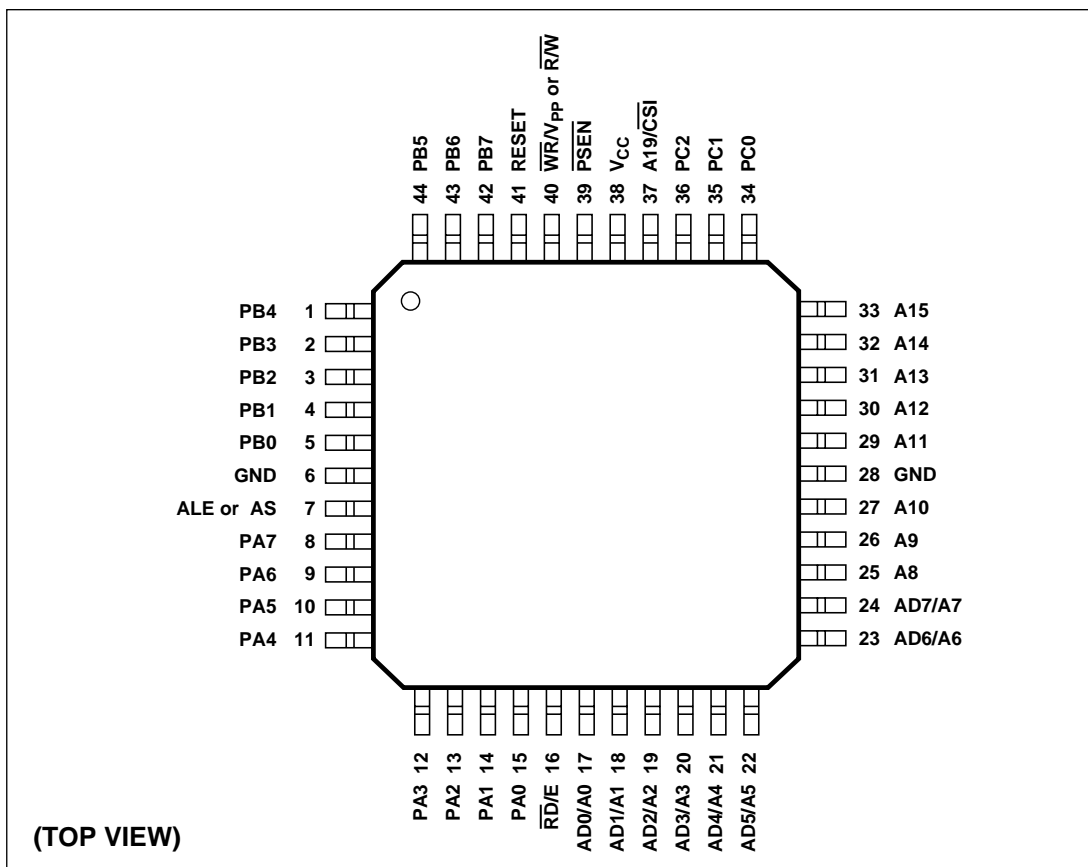 44 PB5
43 PB6
42 PB7
41 RESET
40 W̅R̅/VPP or R̅/̅W̅
39 P̅S̅E̅N̅
38 VCC
37 A19/C̅S̅I̅
36 PC2
35 PC1
34 PC0
PB4 1
PB3 2
PB2 3
PB1 4
PB0 5
GND 6
ALE or AS 7
PA7 8
PA6 9
PA5 10
PA4 11
33 A15
32 A14
31 A13
30 A12
29 A11
28 GND
27 A10
26 A9
25 A8
24 AD7/A7
23 AD6/A6
PA3 12
PA2 13
PA1 14
PA0 15
R̅D̅/E 16
AD0/A0 17
AD1/A1 18
AD2/A2 19
AD3/A3 20
AD4/A4 21
AD5/A5 22
(TOP VIEW)